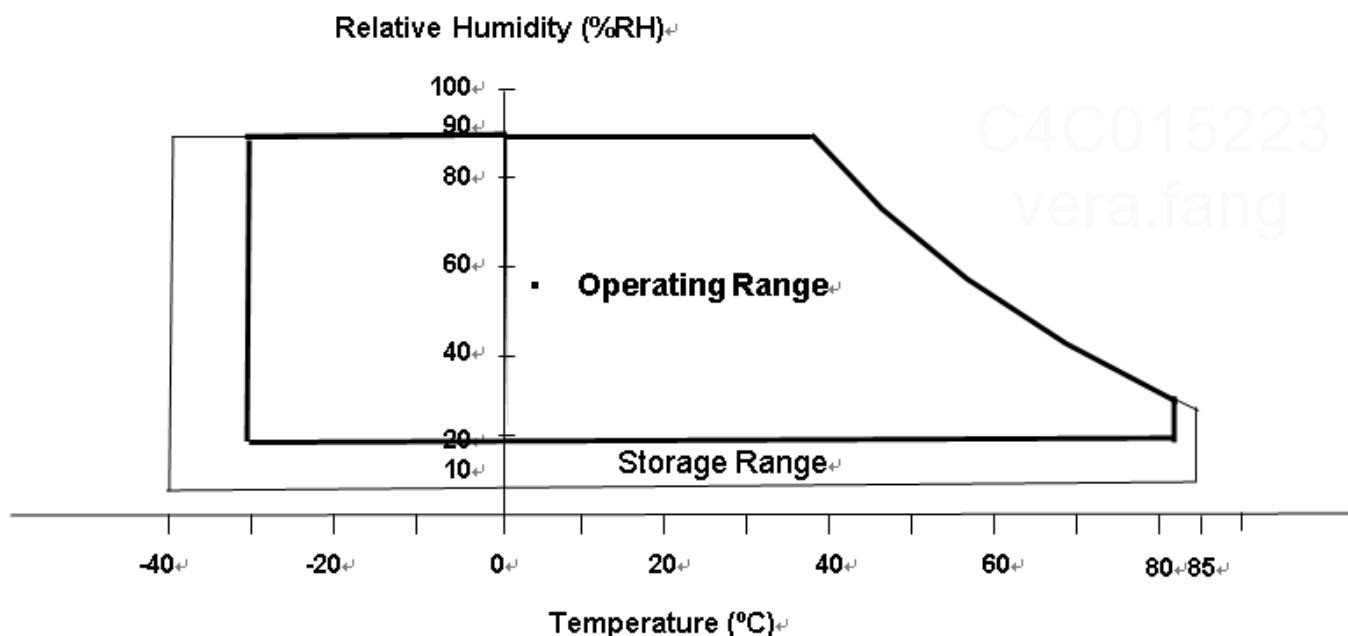 Relative Humidity (%RH)↵
100↵
90↵
C4C015223
80↵
vera.fang
60↵
Operating Range↵
40↵
20↵
10↵
Storage Range↵
-40↵ -20↵ 0↵ 20↵ 40↵ 60↵ 80↵85↵
Temperature (ºC)↵